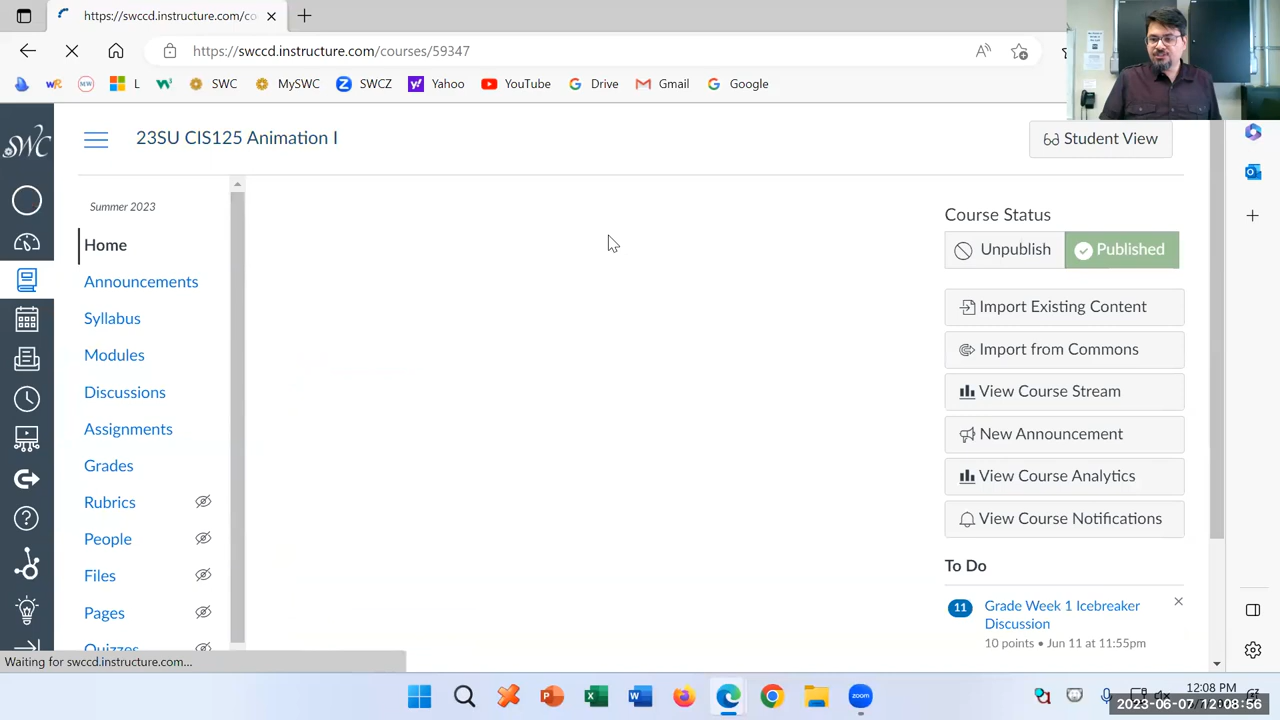 https://swccd.instructure.com/co
https://swccd.instructure.com/courses/59347
L
SWC
MySWC
SWCZ
Yahoo
YouTube
Drive
Gmail
Google
SWC
23SU CIS125 Animation I
Student View
Summer 2023
Home
Announcements
Syllabus
Modules
Discussions
Assignments
Grades
Rubrics
People
Files
Pages
Quizzes
Course Status
Unpublish
Published
Import Existing Content
Import from Commons
View Course Stream
New Announcement
View Course Analytics
View Course Notifications
To Do
11
Grade Week 1 Icebreaker
Discussion
10 points • Jun 11 at 11:55pm
Waiting for swccd.instructure.com...
zoom
12:08 PM
2023-06-07 12:08:56